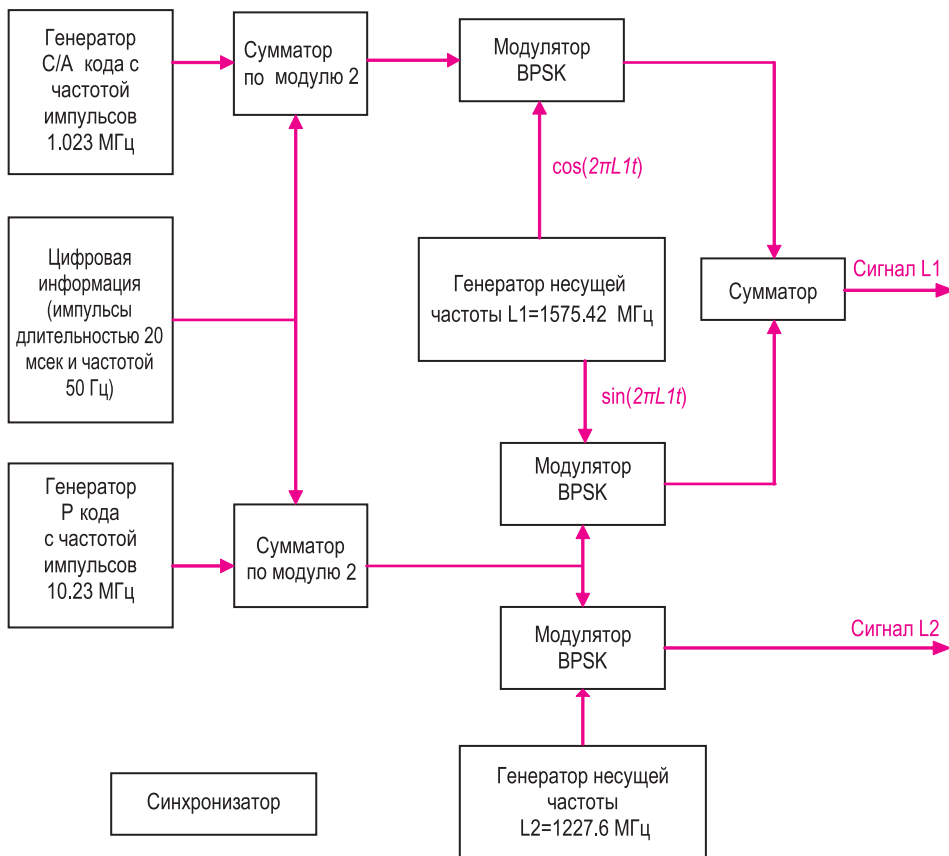 Генератор
С/А кода с
частотой
импульсов
1.023 МГц
Сумматор
по модулю 2
Модулятор
BPSK
cos(2πL1t)
Цифровая
информация
(импульсы
длительностью 20
мсек и частотой
50 Гц)
Генератор несущей
частоты L1=1575.42 МГц
Сумматор
Сигнал L1
sin(2πL1t)
Генератор
Р кода
с частотой
импульсов
10.23 МГц
Сумматор
по модулю 2
Модулятор
BPSK
Модулятор
BPSK
Сигнал L2
Синхронизатор
Генератор несущей
частоты
L2=1227.6 МГц